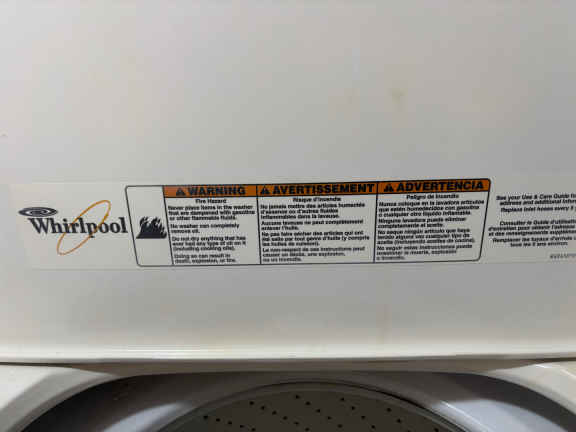 Whirlpool
WARNING
Fire Hazard
Never place items in the washer
that are dampened with gasoline
or other flammable fluids.
No washer can completely
remove oil.
Do not dry anything that has
ever had any type of oil on it
(including cooking oils).
Doing so can result in
death, explosion, or fire.
AVERTISSEMENT
Risque d'incendie
Ne jamais mettre des articles humectés
d'essence ou d'autres fluides
inflammables dans la laveuse.
Aucune laveuse ne peut complètement
enlever l'huile.
Ne pas faire sécher des articles qui ont
été salis par tout genre d'huile (y compris
les huiles de cuisson).
Le non-respect de ces instructions peut
causer un décès, une explosion,
ou un incendie.
ADVERTENCIA
Peligro de Incendio
Nunca coloque en la lavadora artículos
que estén humedecidos con gasolina
o cualquier otro líquido inflamable.
Ninguna lavadora puede eliminar
completamente el aceite.
No seque ningún artículo que haya
tenido alguna vez cualquier tipo de
aceite (incluyendo aceites de cocina).
No seguir estas instrucciones puede
ocasionar la muerte, explosión
o incendio.
See your Use & Care Guide fo
address and additional infor
Replace inlet hoses every 5
Consulter le Guide d'utilisation
d'entretien pour obtenir l'adresse
et des renseignements supplément
Remplacer les tuyaux d'arrivée
tous les 5 ans environ.